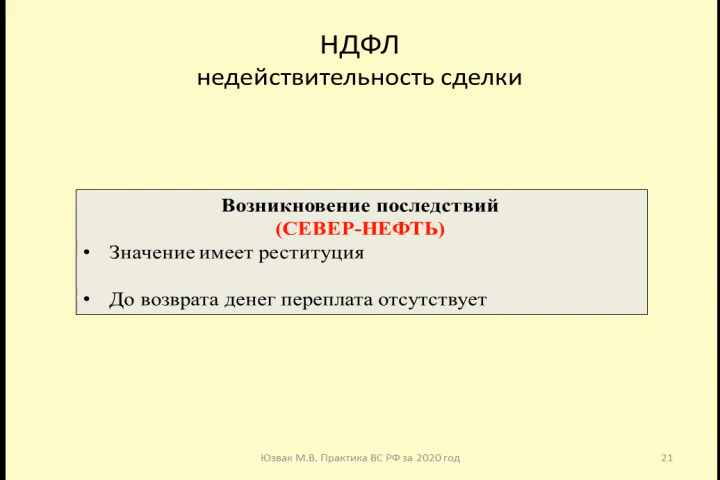 НДФЛ
недействительность сделки
Возникновение последствий
(СЕВЕР-НЕФТЬ)
• Значение имеет реституция
• До возврата денег переплата отсутствует
Юзвак М.В. Практика ВС РФ за 2020 год
21